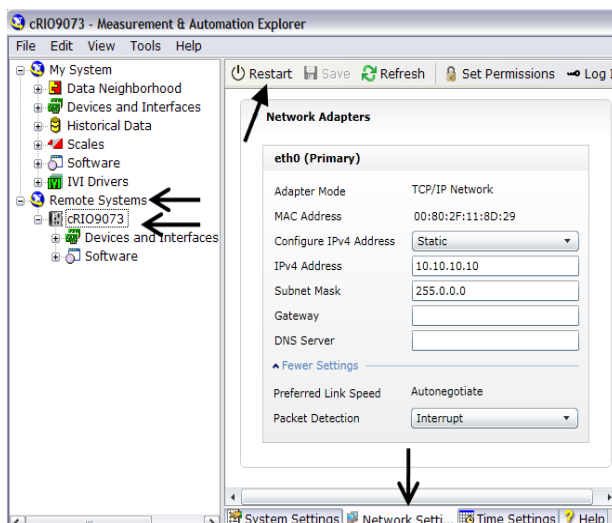 cRIO9073 - Measurement & Automation Explorer
File Edit View Tools Help
My System
Data Neighborhood
Devices and Interfaces
Historical Data
Scales
Software
IVI Drivers
Remote Systems
cRIO9073
Devices and Interfaces
Software
Restart Save Refresh Set Permissions Log
Network Adapters
eth0 (Primary)
Adapter Mode TCP/IP Network
MAC Address 00:80:2F:11:8D:29
Configure IPv4 Address Static
IPv4 Address 10.10.10.10
Subnet Mask 255.0.0.0
Gateway
DNS Server
Fewer Settings
Preferred Link Speed Autonegotiate
Packet Detection Interrupt
System Settings Network Setti... Time Settings Help